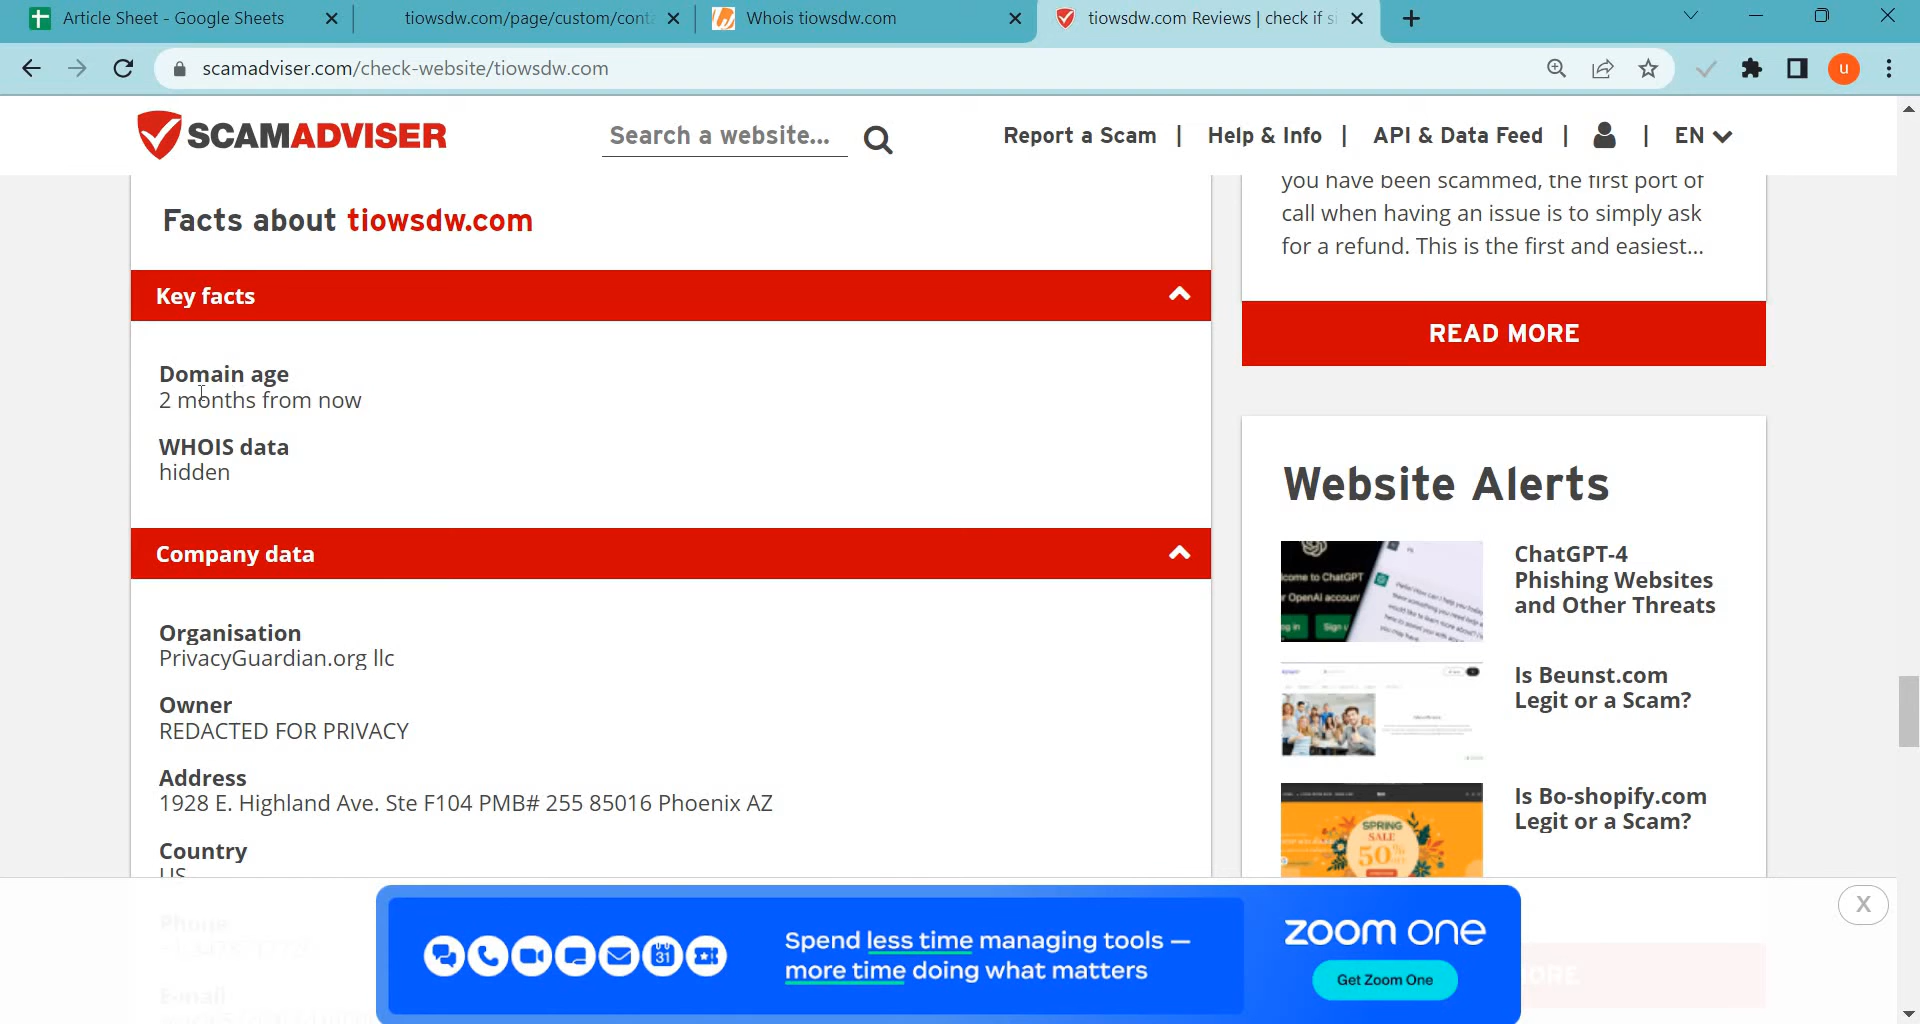 Article Sheet - Google Sheets
tiowsdw.com/page/custom/cont
Whois tiowsdw.com
tiowsdw.com Reviews | check if si
scamadviser.com/check-website/tiowsdw.com
u
SCAMADVISER
Search a website...
Report a Scam | Help & Info | API & Data Feed | | EN
Facts about tiowsdw.com
Key facts
Domain age
2 months from now
WHOIS data
hidden
Company data
Organisation
PrivacyGuardian.org llc
Owner
REDACTED FOR PRIVACY
Address
1928 E. Highland Ave. Ste F104 PMB# 255 85016 Phoenix AZ
Country
US
Phone
E-mail
you have been scammed, the first port of
call when having an issue is to simply ask
for a refund. This is the first and easiest...
READ MORE
Website Alerts
ChatGPT-4
Phishing Websites
and Other Threats
Is Beunst.com
Legit or a Scam?
SPRING
SALE
50%
Is Bo-shopify.com
Legit or a Scam?
31
Spend less time managing tools —
more time doing what matters
zoom one
Get Zoom One
X